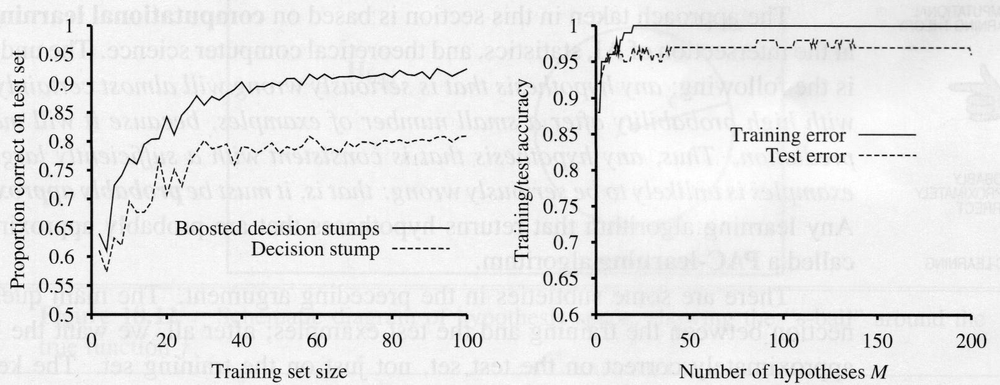 Proportion correct on test set
1
0.95
0.9
0.85
0.8
0.75
0.7
0.65
0.6
0.55
0.5
Boosted decision stumps
Decision stump
0 20 40 60 80 100
Training set size
Training/test accuracy
1
0.95
0.9
0.85
0.8
0.75
0.7
0.65
0.6
Training error
Test error
0 50 100 150 200
Number of hypotheses M
The approach taken in this section is based on computational learning
in the intersection of AI, statistics, and theoretical computer science. The
is the following: any hypothesis that is seriously wrong will almost certainly
with high probability after a small number of examples, because it will
prediction.) Thus, any hypothesis that is consistent with a sufficiently
examples is unlikely to be seriously wrong: that is, it must be probably
Any learning algorithm that returns hypotheses that are probably
called a PAC-learning algorithm.
There are some subtleties in the preceding argument. The main
between the training and the test examples; after all, we want the
approximately correct on the test set, not just on the training set. The